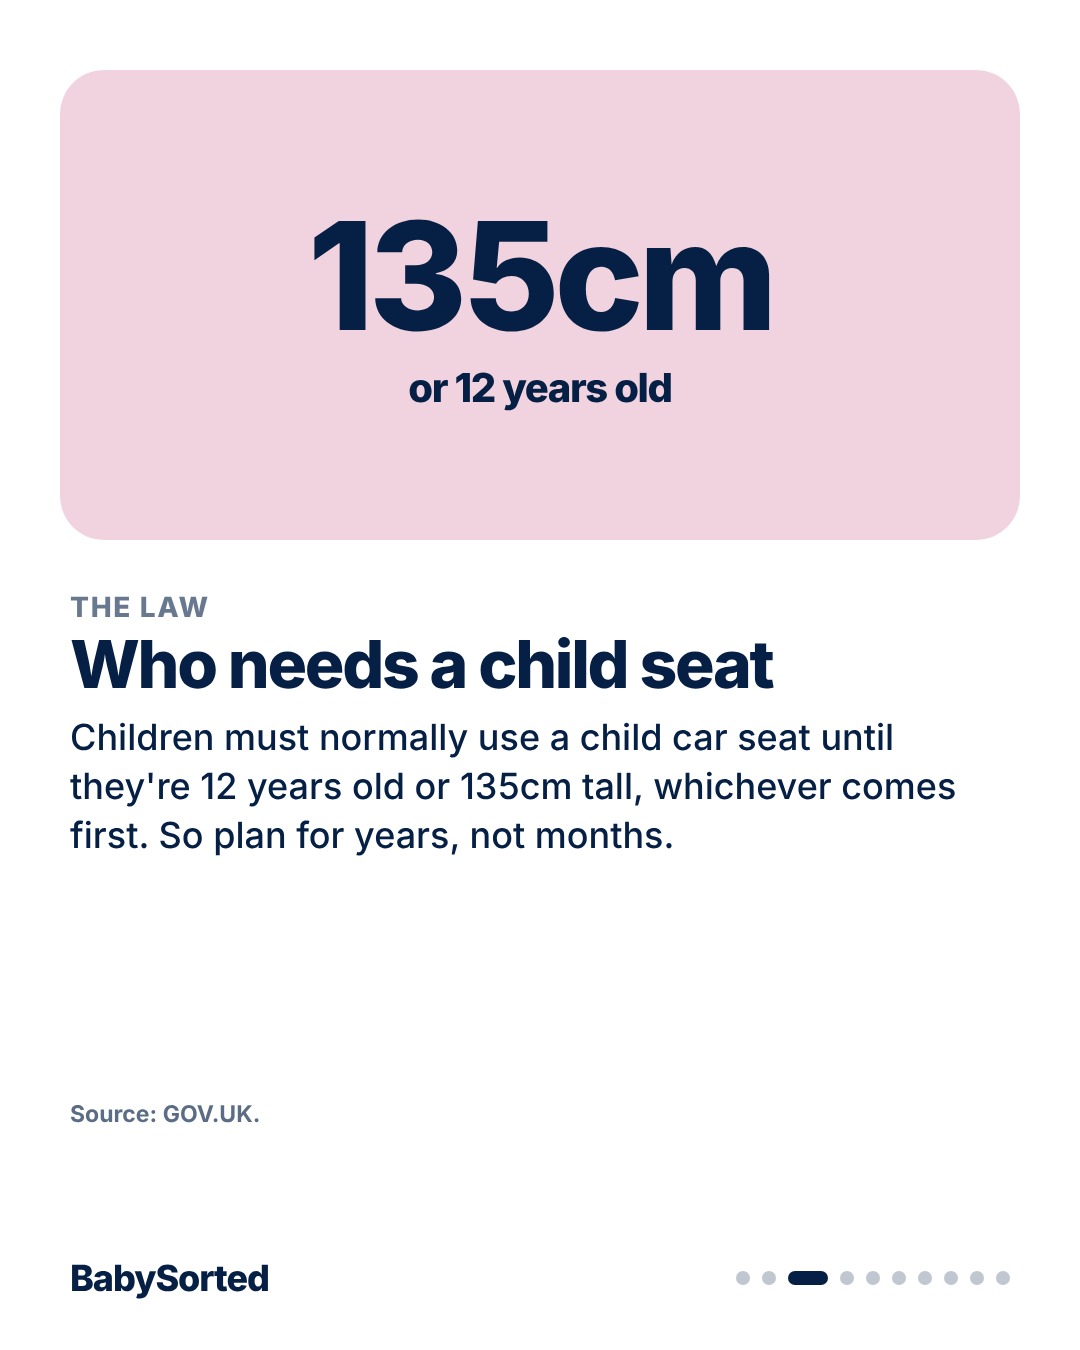 135cm
or 12 years old
THE LAW
Who needs a child seat
Children must normally use a child car seat until
they're 12 years old or 135cm tall, whichever comes
first. So plan for years, not months.
Source: GOV.UK.
BabySorted